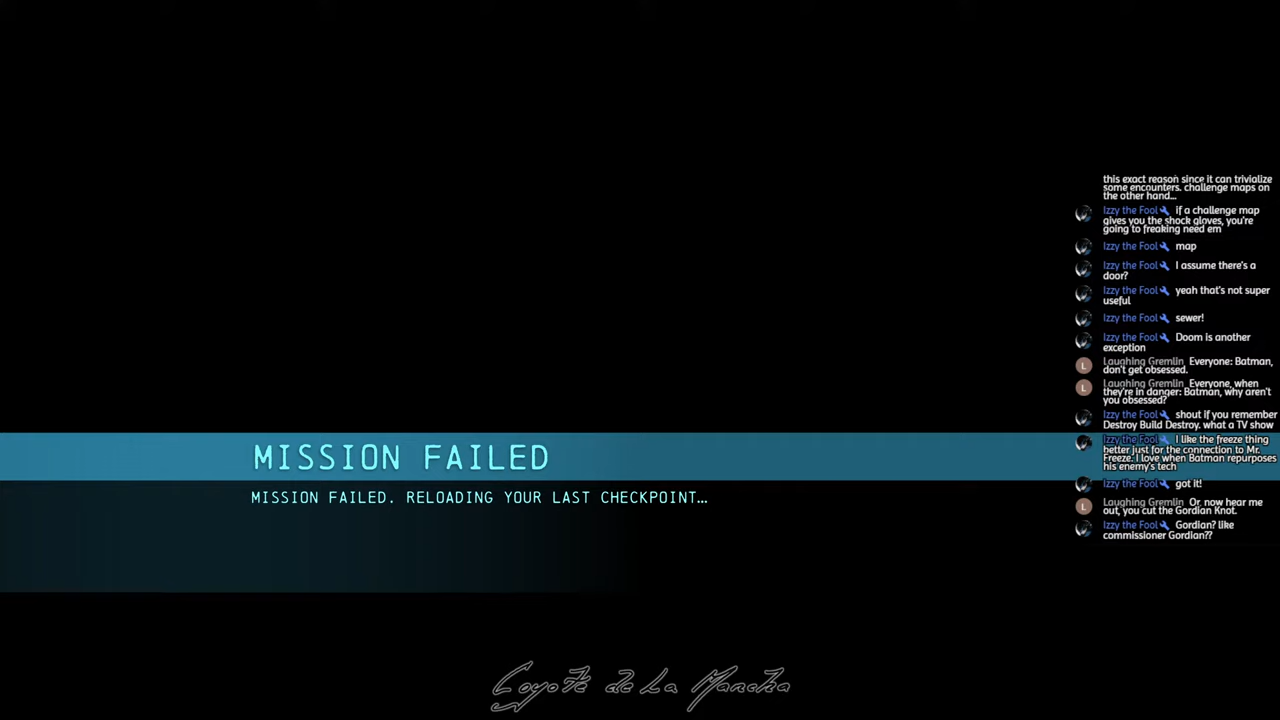 this exact reason since it can trivialize
some encounters. challenge maps on
the other hand...
Izzy the Fool if a challenge map
gives you the shock gloves, you're
going to freaking need em
Izzy the Fool map
Izzy the Fool I assume there's a
door?
Izzy the Fool yeah that's not super
useful
Izzy the Fool sewer!
Izzy the Fool Doom is another
exception
L Laughing Gremlin Everyone: Batman,
don't get obsessed.
L Laughing Gremlin Everyone, when
they're in danger: Batman, why aren't
you obsessed?
Izzy the Fool shout if you remember
Destroy Build Destroy. what a TV show
Izzy the Fool I like the freeze thing
better just for the connection to Mr.
Freeze. I love when Batman repurposes
his enemy's tech
Izzy the Fool got it!
L Laughing Gremlin Or, now hear me
out, you cut the Gordian Knot.
Izzy the Fool Gordian? like
commissioner Gordian??
MISSION FAILED
MISSION FAILED. RELOADING YOUR LAST CHECKPOINT...
Coyote de La Mancha